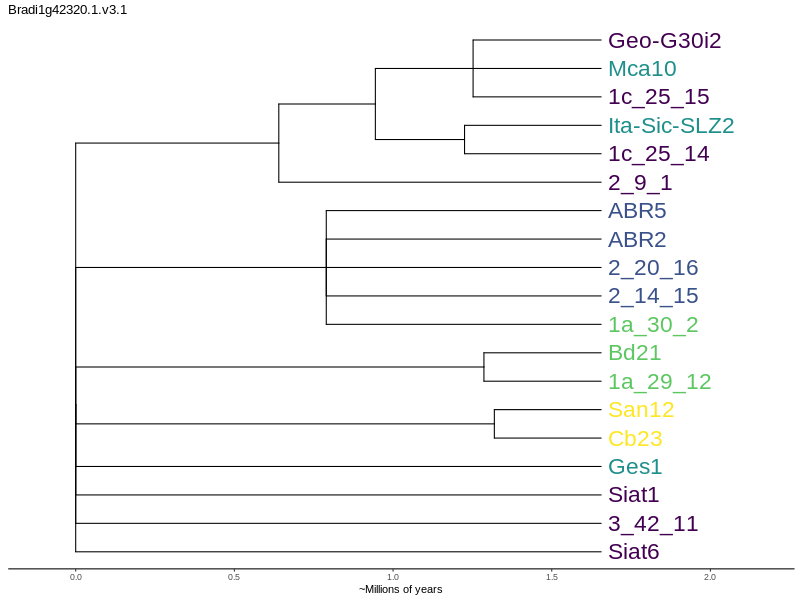 Bradi1g42320.1.v3.1
Geo-G30i2
Mca10
1c_25_15
Ita-Sic-SLZ2
1c_25_14
2_9_1
ABR5
ABR2
2_20_16
2_14_15
1a_30_2
Bd21
1a_29_12
San12
Cb23
Ges1
Siat1
3_42_11
Siat6
0.0 0.5 1.0 1.5 2.0
~Millions of years